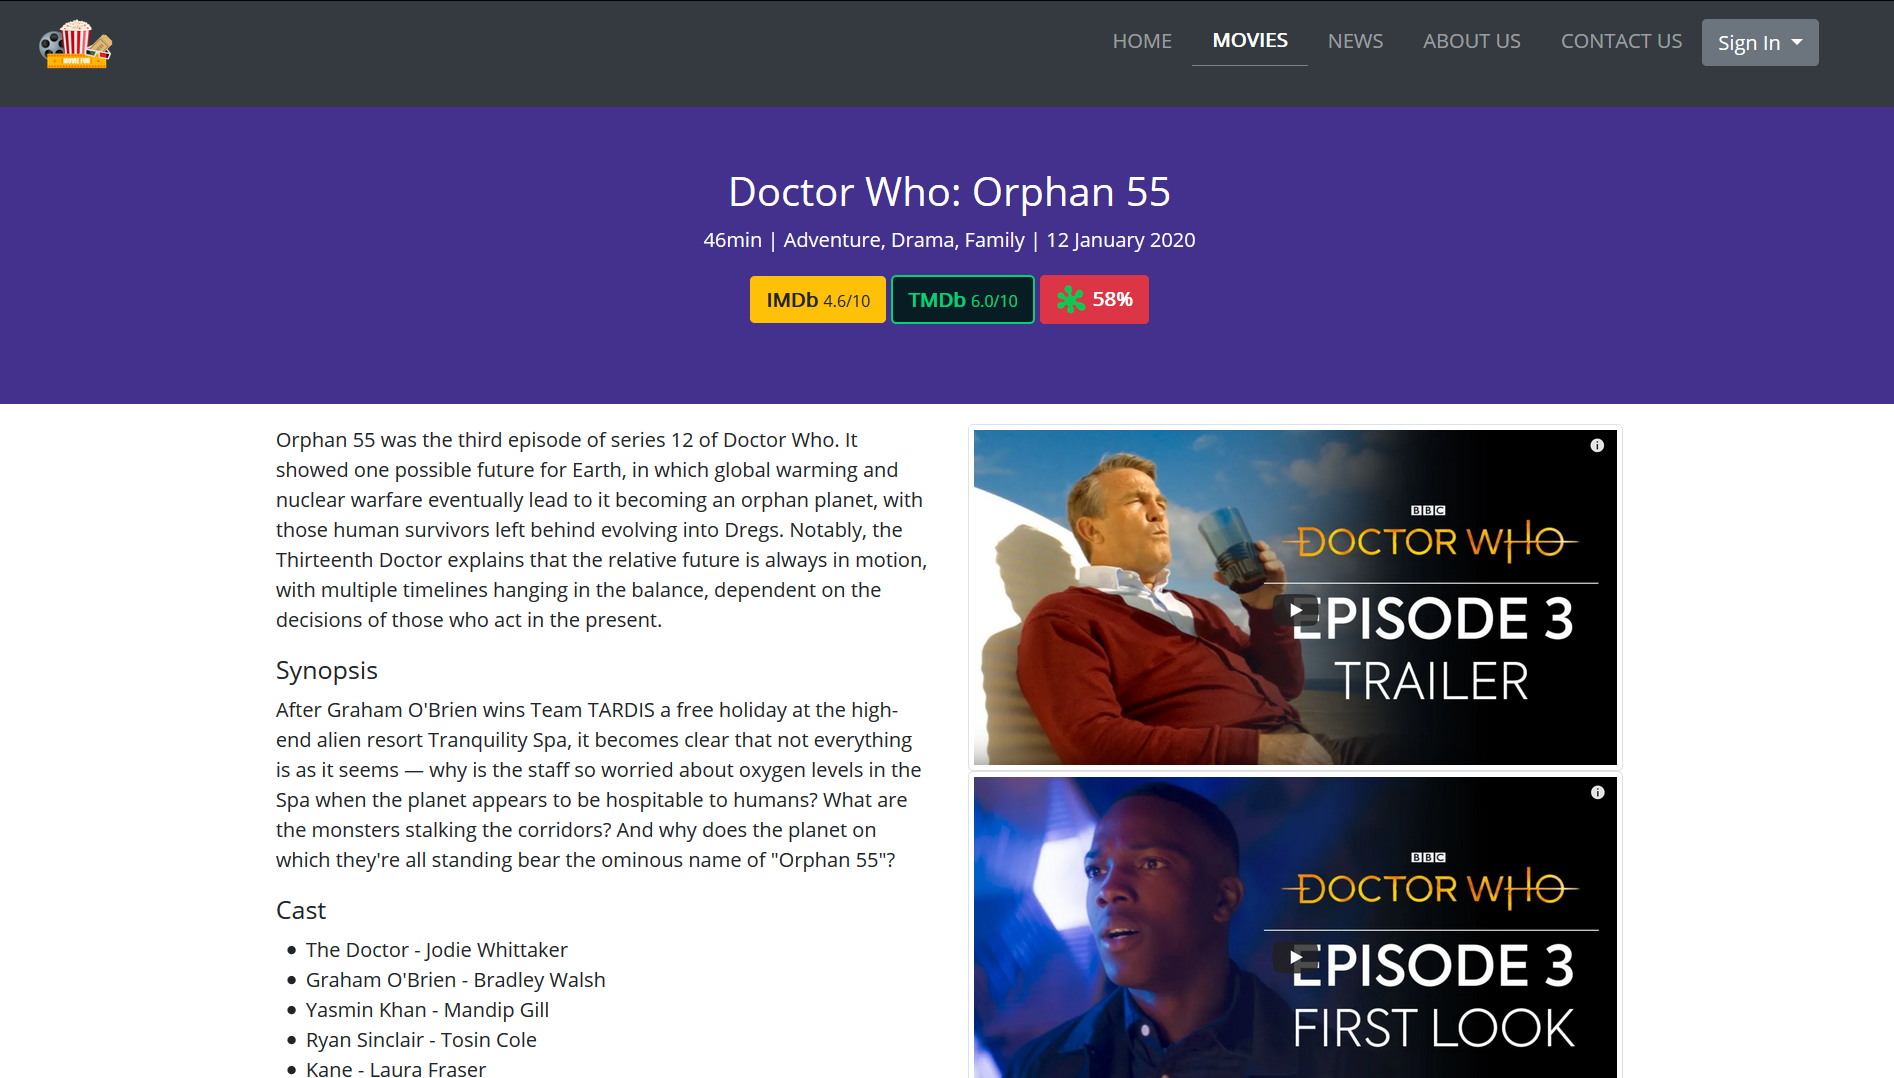 MOVIE FUN
HOME
MOVIES
NEWS
ABOUT US
CONTACT US
Sign In
Doctor Who: Orphan 55
46min | Adventure, Drama, Family | 12 January 2020
IMDb 4.6/10
TMDb 6.0/10
58%
Orphan 55 was the third episode of series 12 of Doctor Who. It
showed one possible future for Earth, in which global warming and
nuclear warfare eventually lead to it becoming an orphan planet, with
those human survivors left behind evolving into Dregs. Notably, the
Thirteenth Doctor explains that the relative future is always in motion,
with multiple timelines hanging in the balance, dependent on the
decisions of those who act in the present.
Synopsis
After Graham O'Brien wins Team TARDIS a free holiday at the high-
end alien resort Tranquility Spa, it becomes clear that not everything
is as it seems — why is the staff so worried about oxygen levels in the
Spa when the planet appears to be hospitable to humans? What are
the monsters stalking the corridors? And why does the planet on
which they're all standing bear the ominous name of "Orphan 55"?
Cast
The Doctor - Jodie Whittaker
Graham O'Brien - Bradley Walsh
Yasmin Khan - Mandip Gill
Ryan Sinclair - Tosin Cole
Kane - Laura Fraser
BBC
DOCTOR WHO
EPISODE 3
TRAILER
BBC
DOCTOR WHO
EPISODE 3
FIRST LOOK